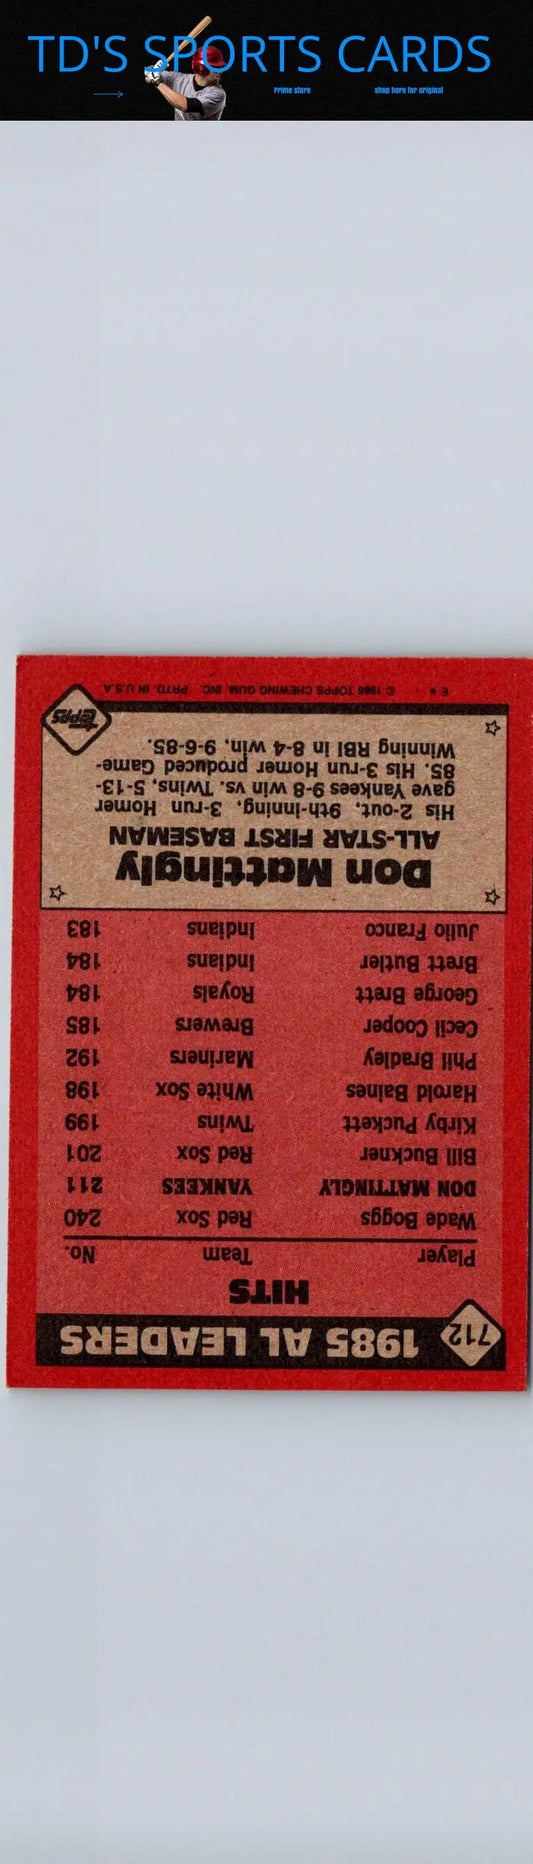 TD'S SPORTS CARDS
Prime store
shop here for original
712
1985 AL LEADERS
HITS
Player Team No.
Wade Boggs Red Sox 240
DON MATTINGLY YANKEES 211
Bill Buckner Red Sox 201
Kirby Puckett Twins 199
Harold Baines White Sox 198
Phil Bradley Mariners 192
Cecil Cooper Brewers 185
George Brett Royals 184
Brett Butler Indians 184
Julio Franco Indians 183
Don Mattingly
ALL-STAR FIRST BASEMAN
His 2-out, 9th-inning, 3-run Homer
gave Yankees 9-8 win vs. Twins, 5-13-
85. His 3-run Homer produced Game
Winning RBI in 8-4 win, 9-6-85.
topps
E* © 1986 TOPPS CHEWING GUM, INC. PRTD. IN U.S.A.